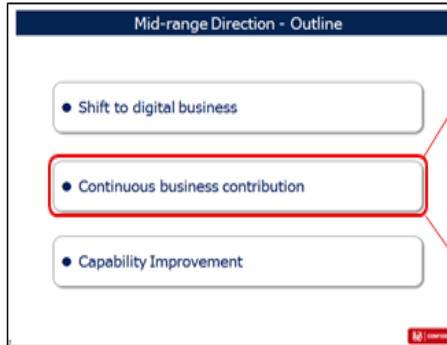 Mid-range Direction - Outline
● Shift to digital business
● Continuous business contribution
● Capability Improvement